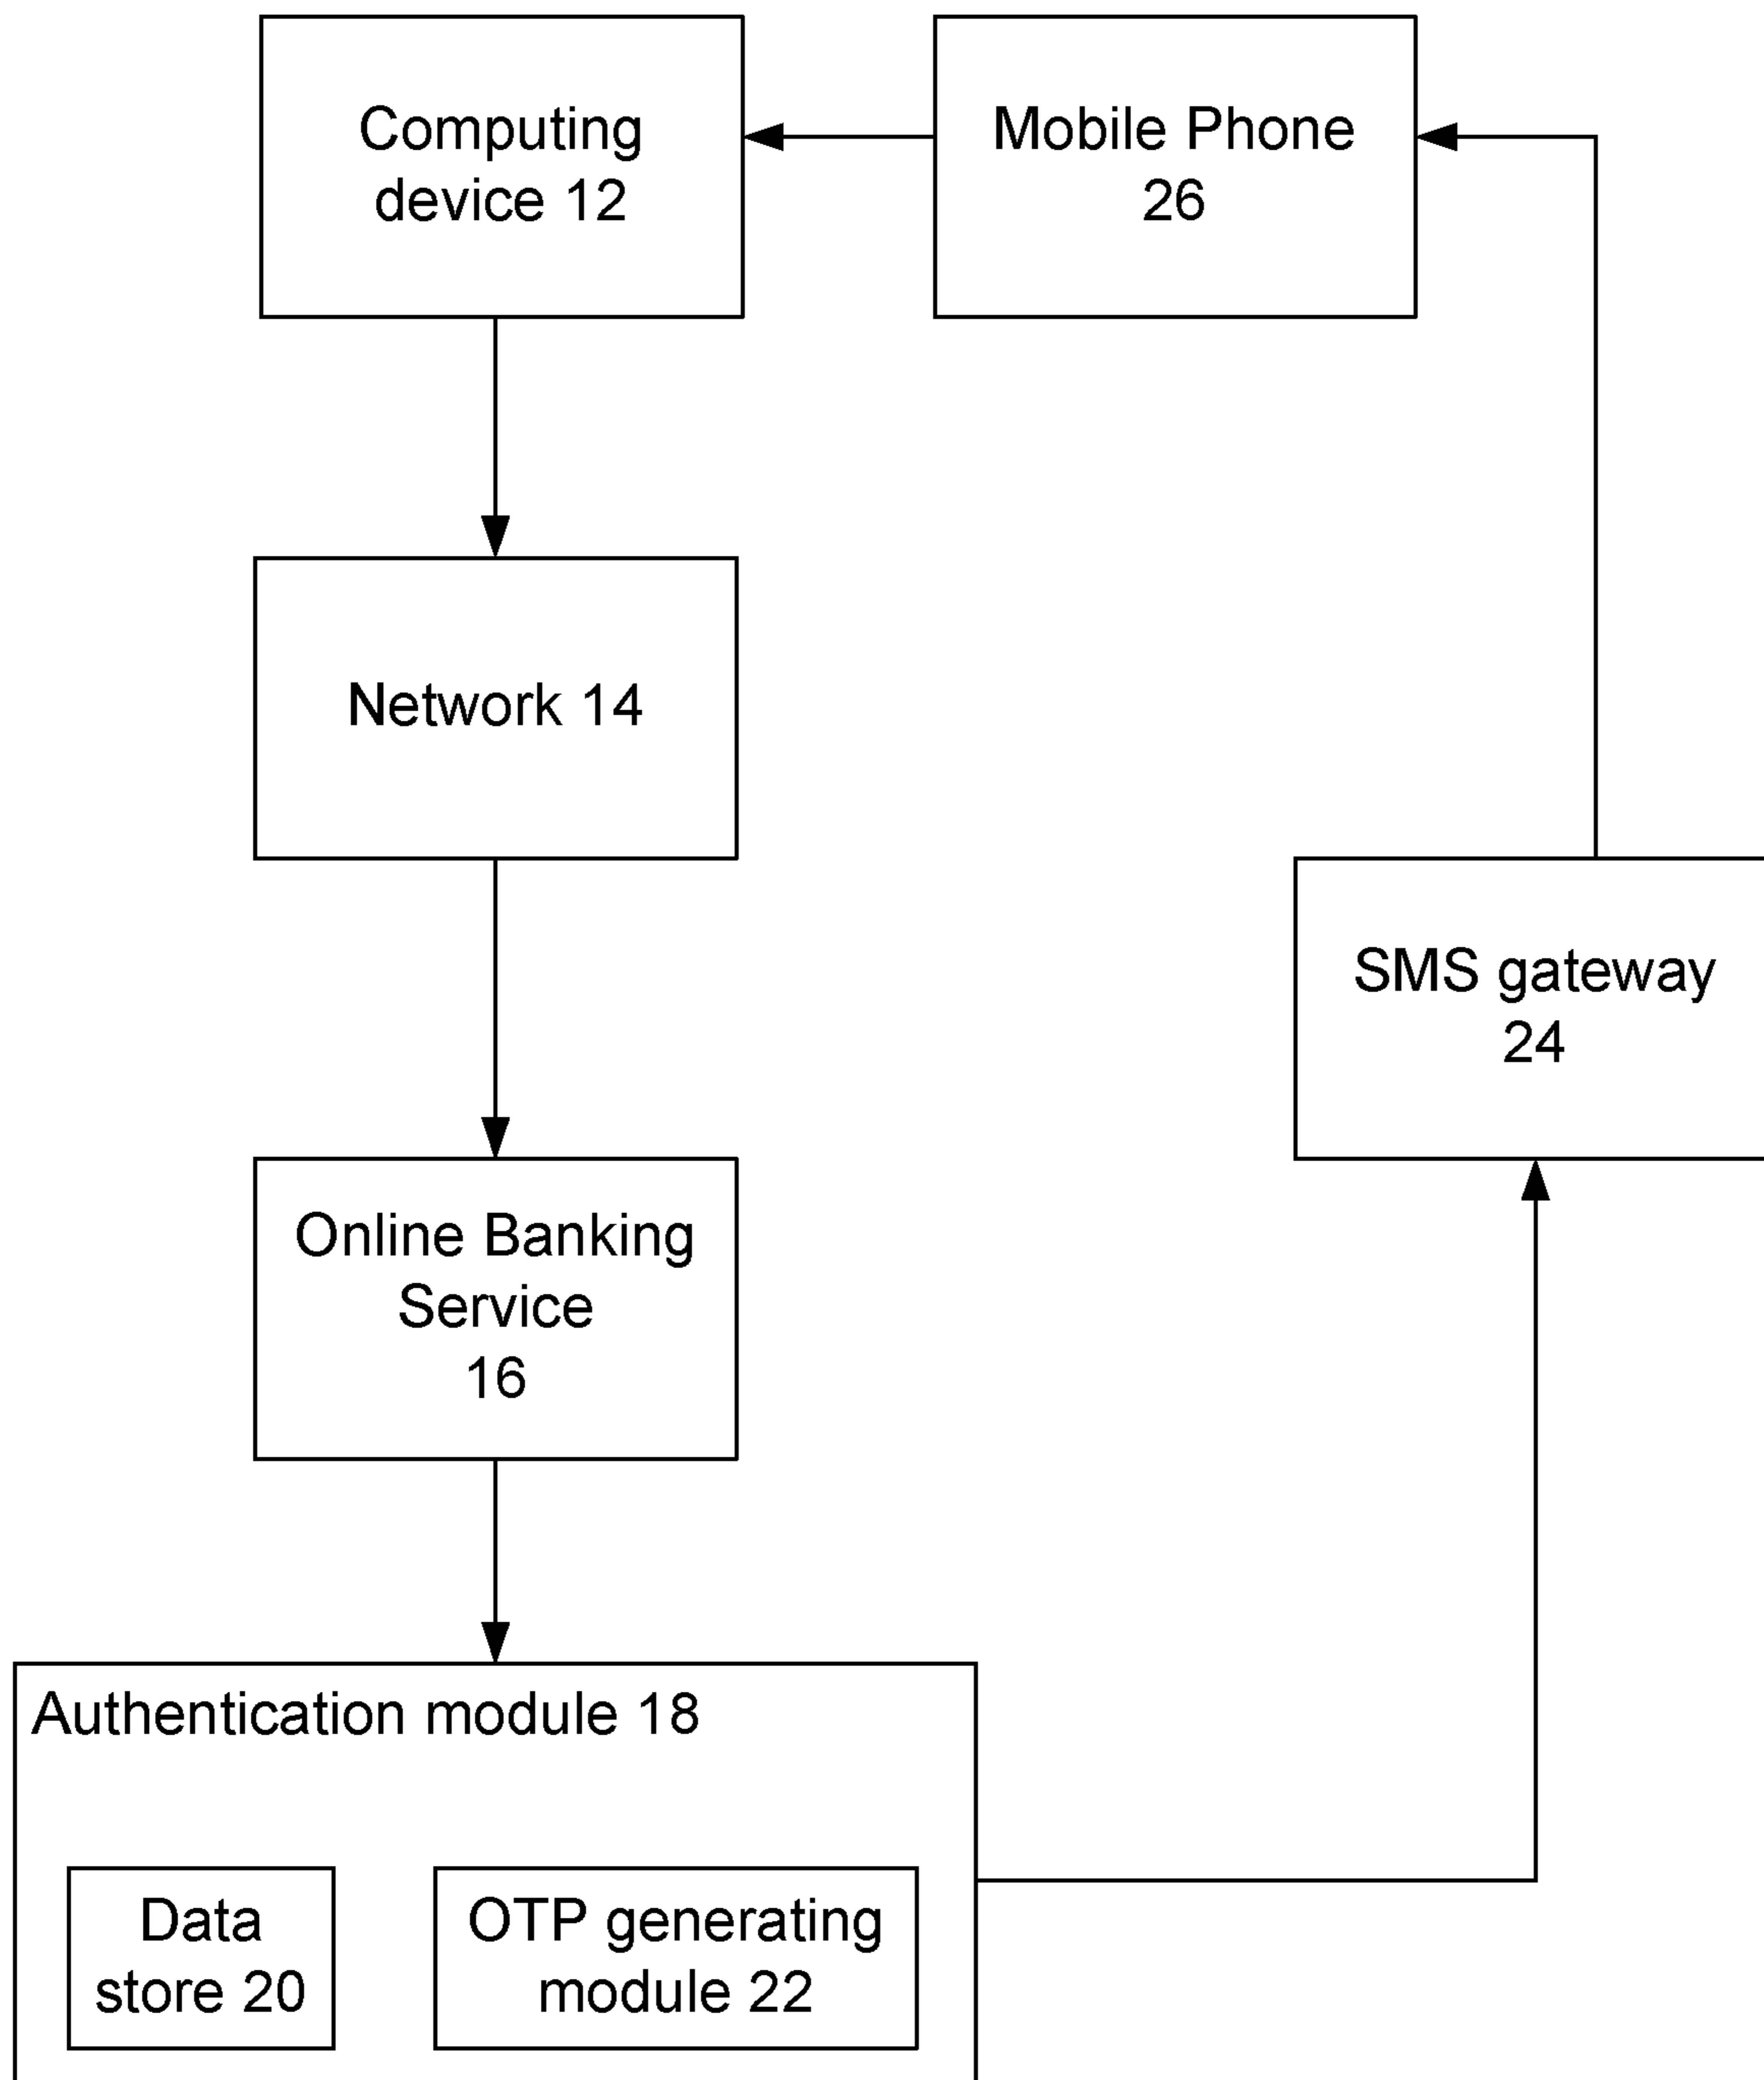 Computing
device 12
Mobile Phone
26
Network 14
SMS gateway
24
Online Banking
Service
16
Authentication module 18
Data
store 20
OTP generating
module 22